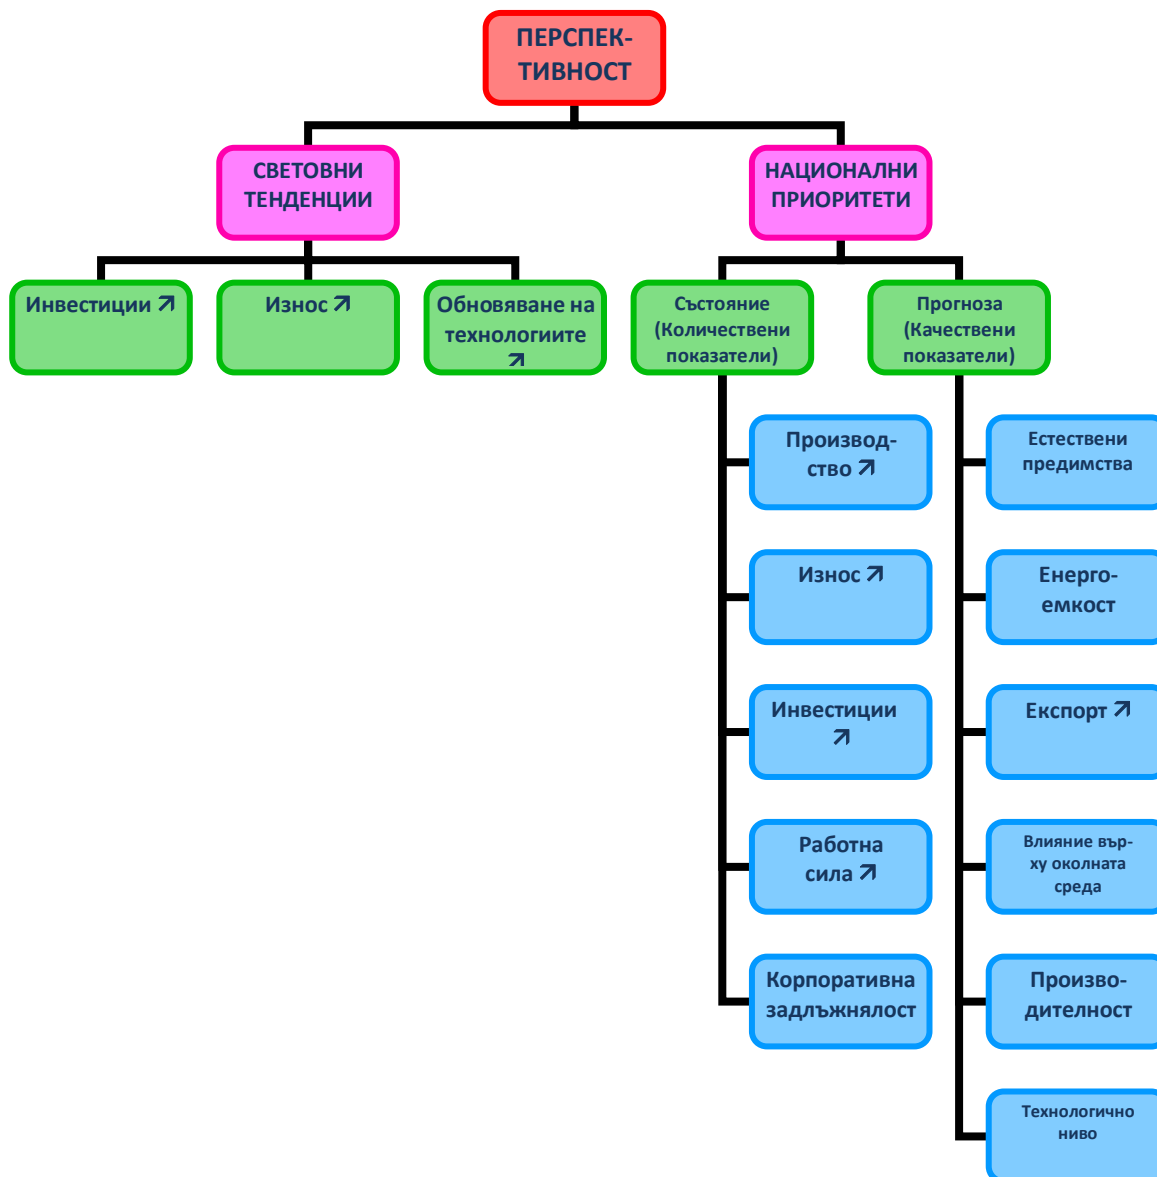 ПЕРСПЕК-
ТИВНОСТ
СВЕТОВНИ
ТЕНДЕНЦИИ
НАЦИОНАЛНИ
ПРИОРИТЕТИ
Инвестиции ↗
Износ ↗
Обновяване на
технологиите
↗
Състояние
(Количествени
показатели)
Прогноза
(Качествени
показатели)
Производ-
ство ↗
Износ ↗
Инвестиции
↗
Работна
сила ↗
Корпоративна
задлъжнялост
Естествени
предимства
Енерго-
емкост
Експорт ↗
Влияние вър-
ху околната
среда
Произво-
дителност
Технологично
ниво